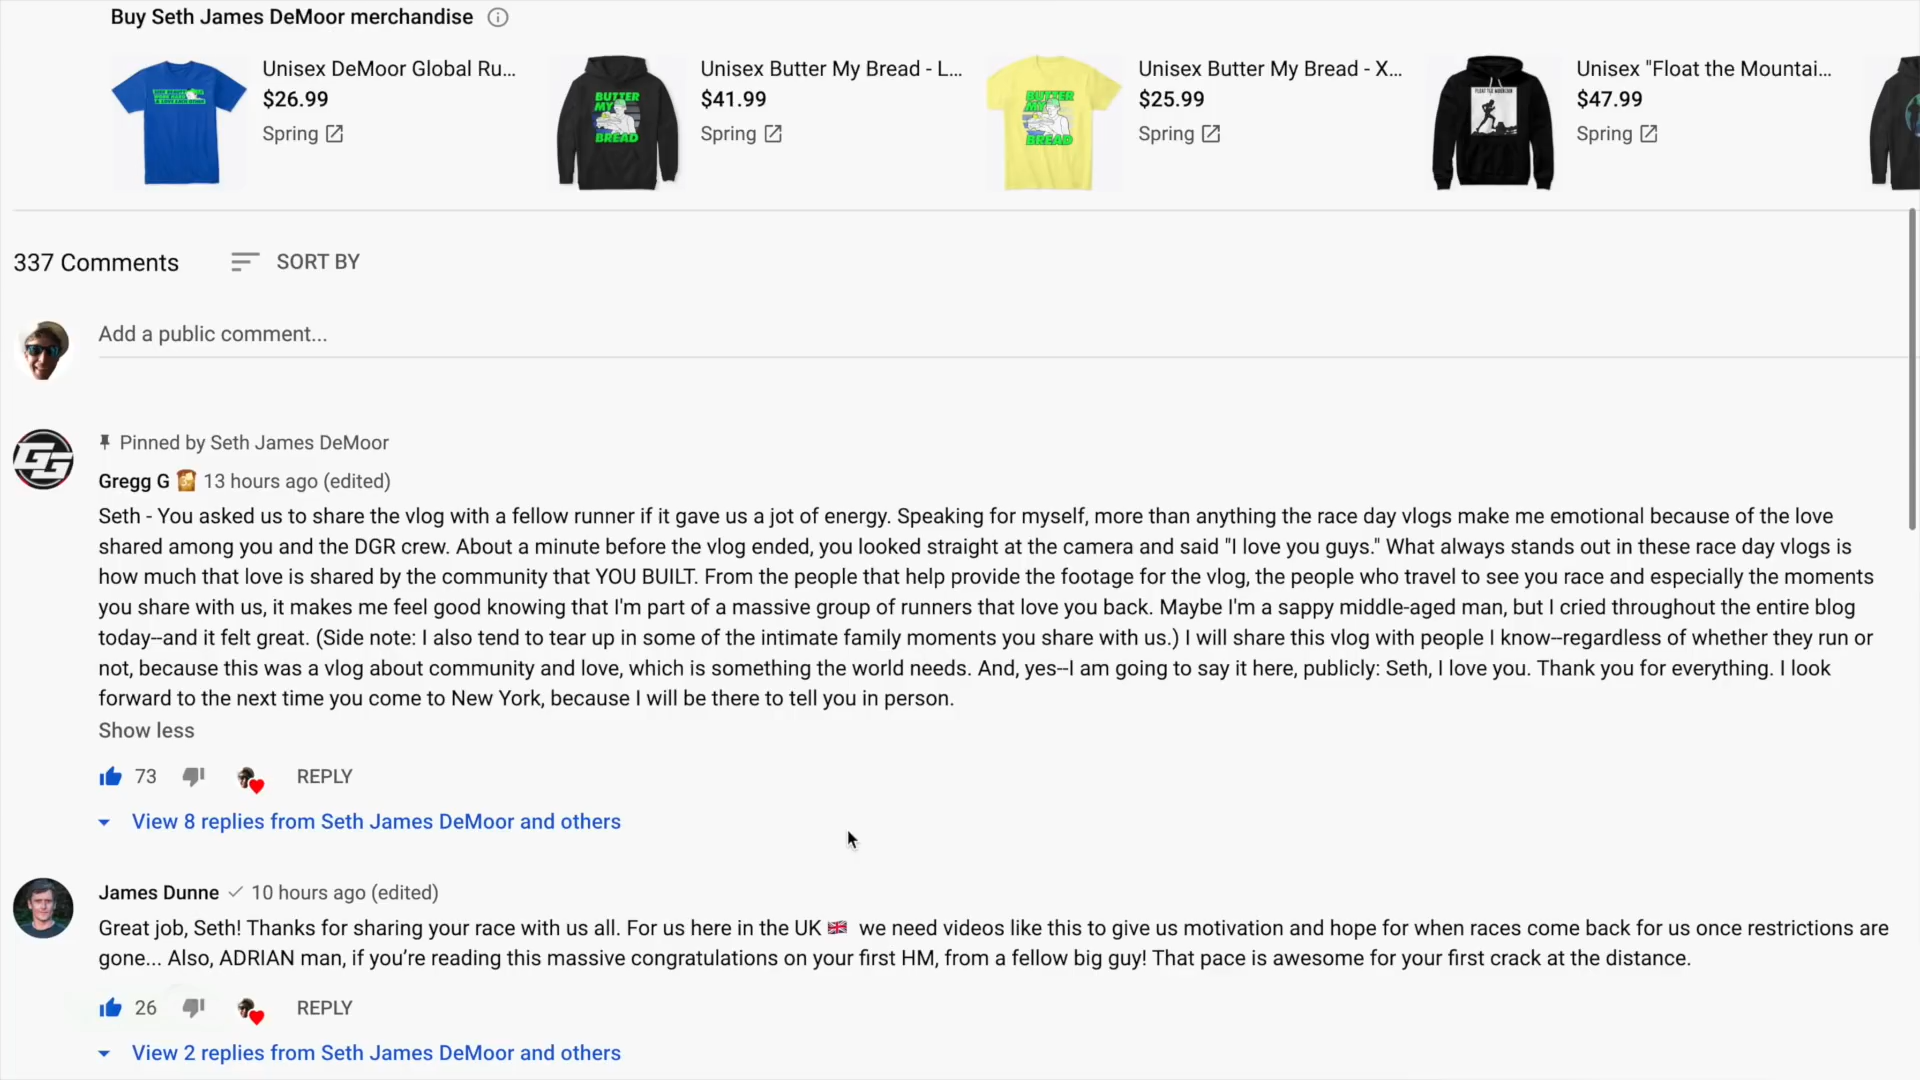 Buy Seth James DeMoor merchandise
Unisex DeMoor Global Ru...
$26.99
Spring
BUTTER
MY
BREAD
Unisex Butter My Bread - L...
$41.99
Spring
BUTTER
MY
BREAD
Unisex Butter My Bread - X...
$25.99
Spring
FLOAT THE MOUNTAIN
Unisex "Float the Mountai...
$47.99
Spring
337 Comments
SORT BY
Add a public comment...
GG
Pinned by Seth James DeMoor
Gregg G 13 hours ago (edited)
Seth - You asked us to share the vlog with a fellow runner if it gave us a jot of energy. Speaking for myself, more than anything the race day vlogs make me emotional because of the love
shared among you and the DGR crew. About a minute before the vlog ended, you looked straight at the camera and said "I love you guys." What always stands out in these race day vlogs is
how much that love is shared by the community that YOU BUILT. From the people that help provide the footage for the vlog, the people who travel to see you race and especially the moments
you share with us, it makes me feel good knowing that I'm part of a massive group of runners that love you back. Maybe I'm a sappy middle-aged man, but I cried throughout the entire blog
today--and it felt great. (Side note: I also tend to tear up in some of the intimate family moments you share with us.) I will share this vlog with people I know--regardless of whether they run or
not, because this was a vlog about community and love, which is something the world needs. And, yes--I am going to say it here, publicly: Seth, I love you. Thank you for everything. I look
forward to the next time you come to New York, because I will be there to tell you in person.
Show less
73 REPLY
View 8 replies from Seth James DeMoor and others
James Dunne 10 hours ago (edited)
Great job, Seth! Thanks for sharing your race with us all. For us here in the UK 🇬🇧 we need videos like this to give us motivation and hope for when races come back for us once restrictions are
gone... Also, ADRIAN man, if you’re reading this massive congratulations on your first HM, from a fellow big guy! That pace is awesome for your first crack at the distance.
26 REPLY
View 2 replies from Seth James DeMoor and others